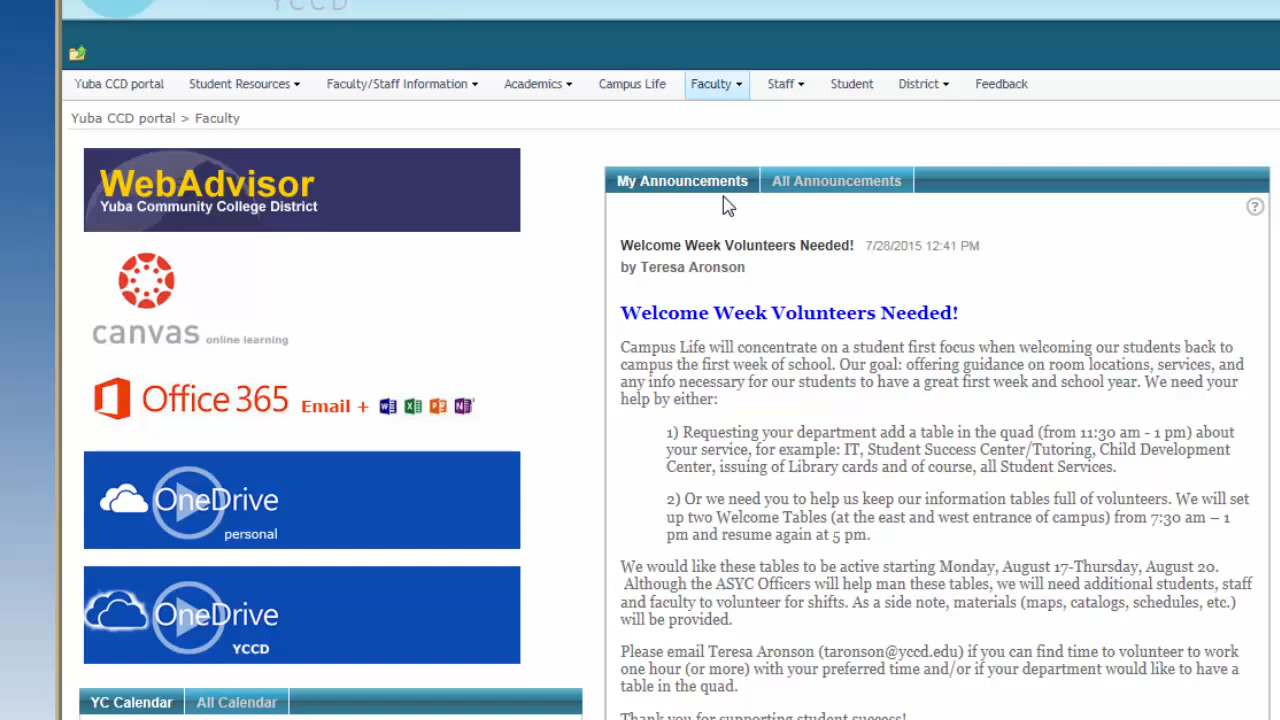 YCCD
Yuba CCD portal Student Resources Faculty/Staff Information Academics Campus Life Faculty Staff Student District Feedback
Yuba CCD portal > Faculty
WebAdvisor
Yuba Community College District
canvas online learning
Office 365 Email +
OneDrive
personal
OneDrive
YCCD
YC Calendar All Calendar
My Announcements All Announcements
Welcome Week Volunteers Needed! 7/28/2015 12:41 PM
by Teresa Aronson
Welcome Week Volunteers Needed!
Campus Life will concentrate on a student first focus when welcoming our students back to
campus the first week of school. Our goal: offering guidance on room locations, services, and
any info necessary for our students to have a great first week and school year. We need your
help by either:
1) Requesting your department add a table in the quad (from 11:30 am - 1 pm) about
your service, for example: IT, Student Success Center/Tutoring, Child Development
Center, issuing of Library cards and of course, all Student Services.
2) Or we need you to help us keep our information tables full of volunteers. We will set
up two Welcome Tables (at the east and west entrance of campus) from 7:30 am – 1
pm and resume again at 5 pm.
We would like these tables to be active starting Monday, August 17-Thursday, August 20.
Although the ASYC Officers will help man these tables, we will need additional students, staff
and faculty to volunteer for shifts. As a side note, materials (maps, catalogs, schedules, etc.)
will be provided.
Please email Teresa Aronson (taronson@yccd.edu) if you can find time to volunteer to work
one hour (or more) with your preferred time and/or if your department would like to have a
table in the quad.
Thank you for supporting student success!